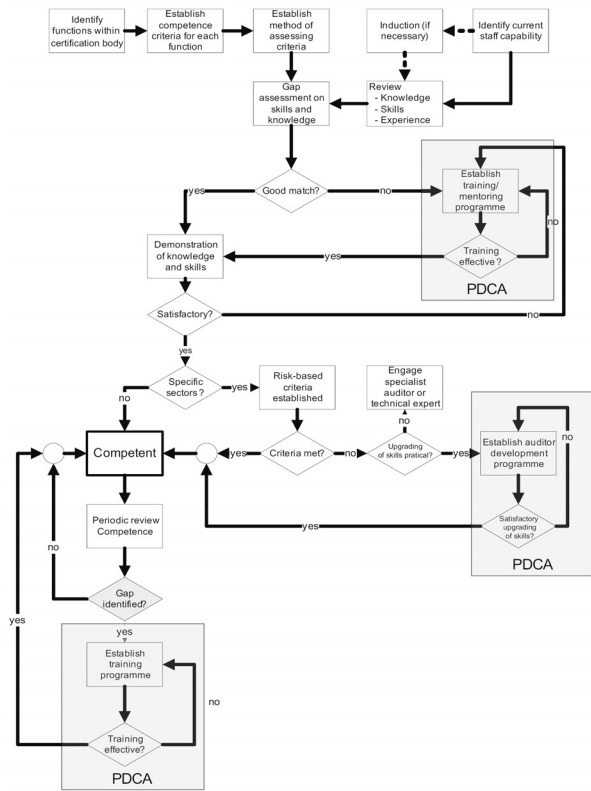 Identify
functions within
certification body
Establish
competence
criteria for each
function
Establish
method of
assessing
criteria
Induction (if
necessary)
Identify current
staff capability
Gap
assessment on
skills and
knowledge
Review
- Knowledge
- Skills
- Experience
yes
Good match?
no
Establish
training/
mentoring
programme
no
Demonstration
of knowledge
and skills
yes
Training
effective ?
PDCA
Satisfactory?
no
yes
Specific
sectors ?
yes
Risk-based
criteria
established
Engage
specialist
auditor or
technical expert
no
no
Competent
yes
Criteria met?
no
Upgrading
of skills pratical?
yes
Establish auditor
development
programme
no
Periodic review
Competence
yes
Satisfactory
upgrading
of skills?
PDCA
no
Gap
identified?
yes
yes
Establish
training
programme
no
Training
effective?
PDCA